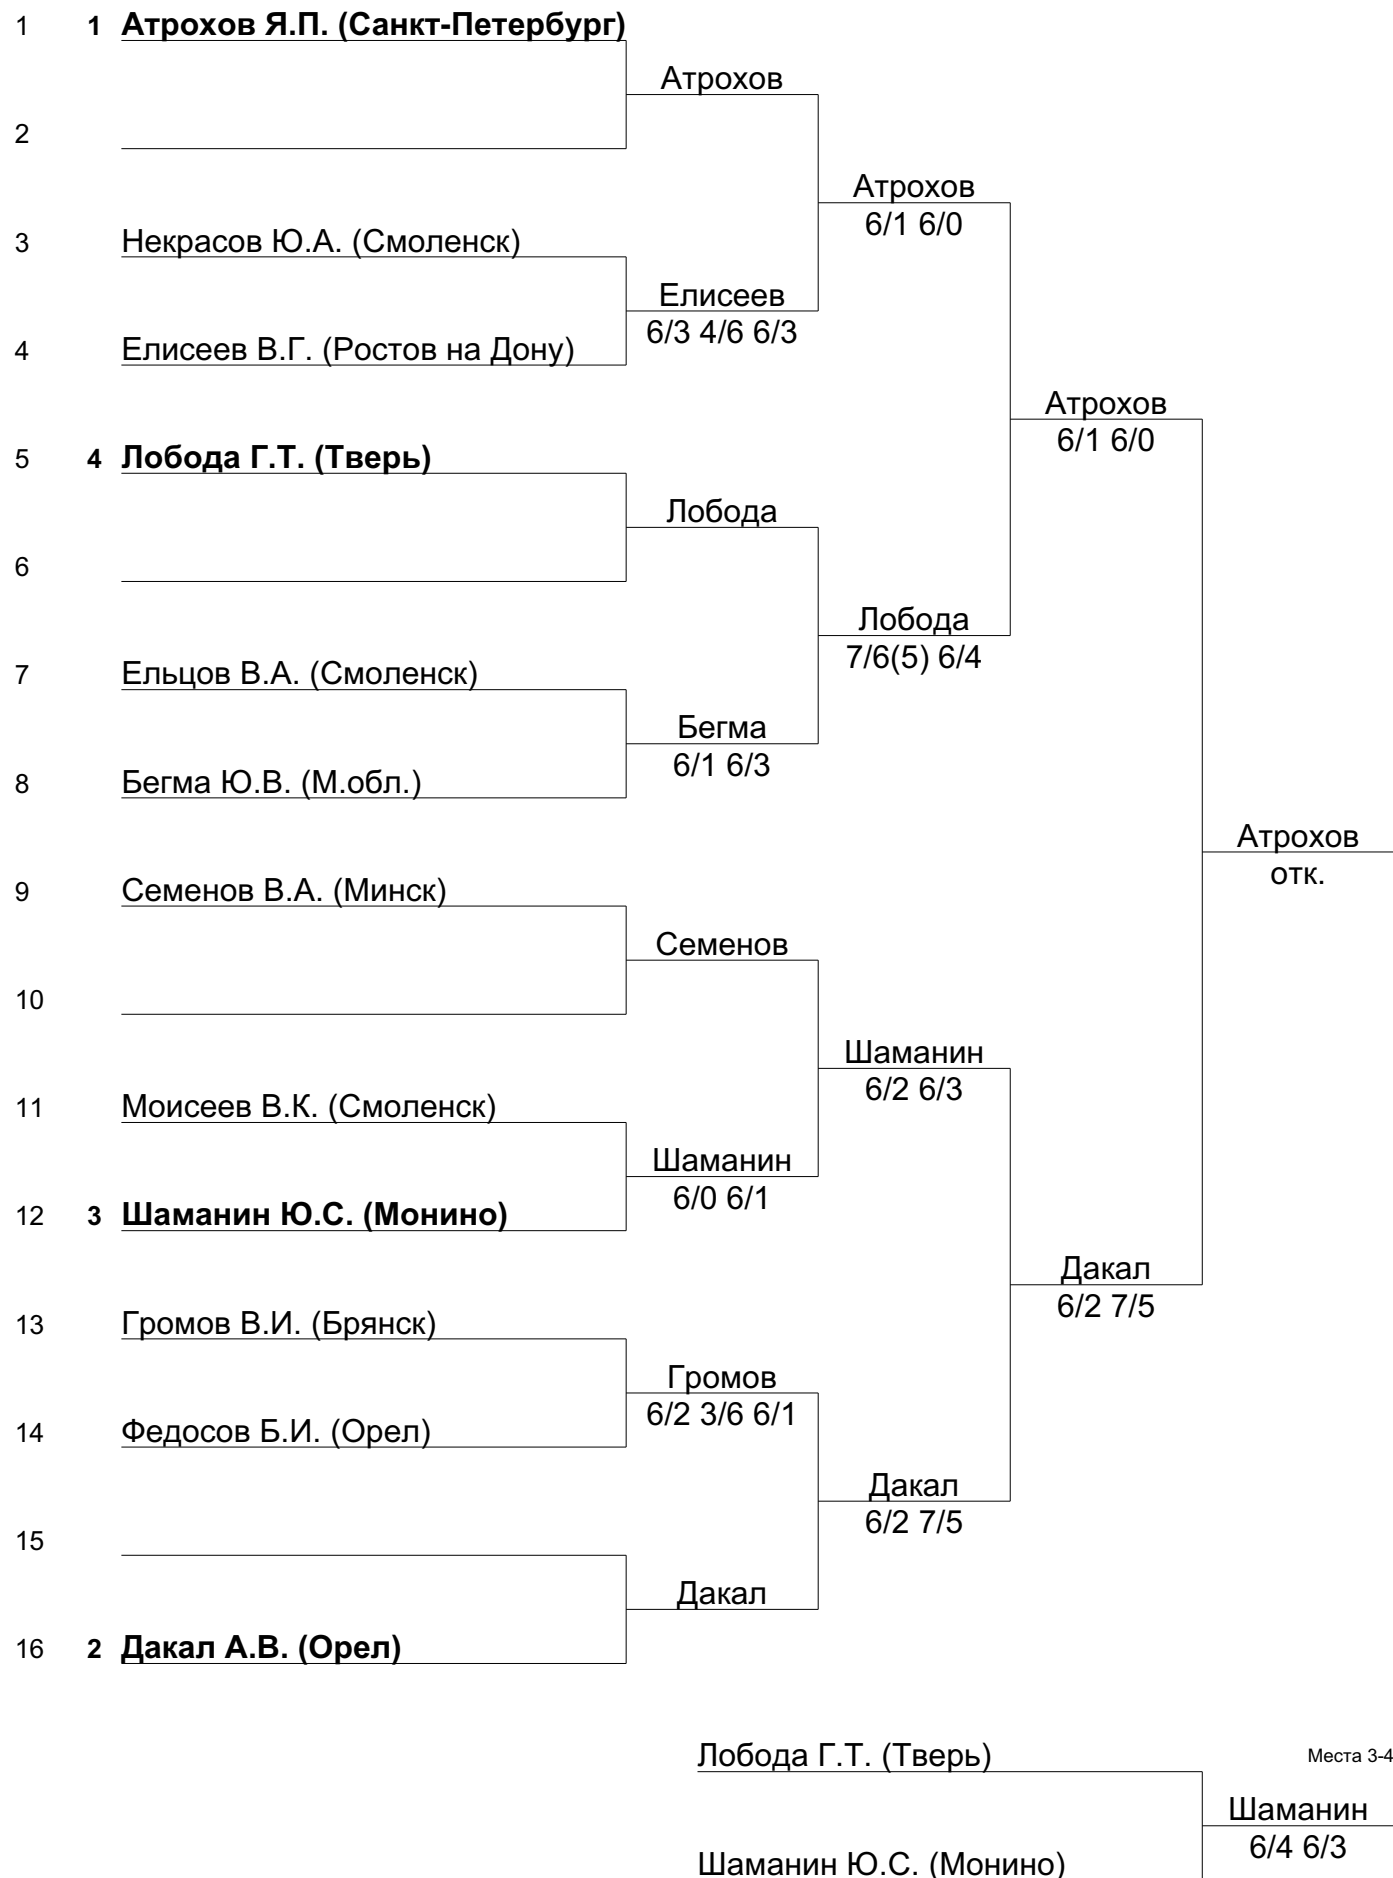 1 1 Атрохов Я.П. (Санкт-Петербург)
Атрохов
2
Атрохов
6/1 6/0
3 Некрасов Ю.А. (Смоленск)
Елисеев
6/3 4/6 6/3
4 Елисеев В.Г. (Ростов на Дону)
Атрохов
6/1 6/0
5 4 Лобода Г.Т. (Тверь)
Лобода
6
Лобода
7/6(5) 6/4
7 Ельцов В.А. (Смоленск)
Бегма
6/1 6/3
8 Бегма Ю.В. (М.обл.)
Атрохов
отк.
9 Семенов В.А. (Минск)
Семенов
10
Шаманин
6/2 6/3
11 Моисеев В.К. (Смоленск)
Шаманин
6/0 6/1
12 3 Шаманин Ю.С. (Монино)
Дакал
6/2 7/5
13 Громов В.И. (Брянск)
Громов
6/2 3/6 6/1
14 Федосов Б.И. (Орел)
Дакал
6/2 7/5
15
Дакал
16 2 Дакал А.В. (Орел)
Лобода Г.Т. (Тверь)
Места 3-4
Шаманин
6/4 6/3
Шаманин Ю.С. (Монино)